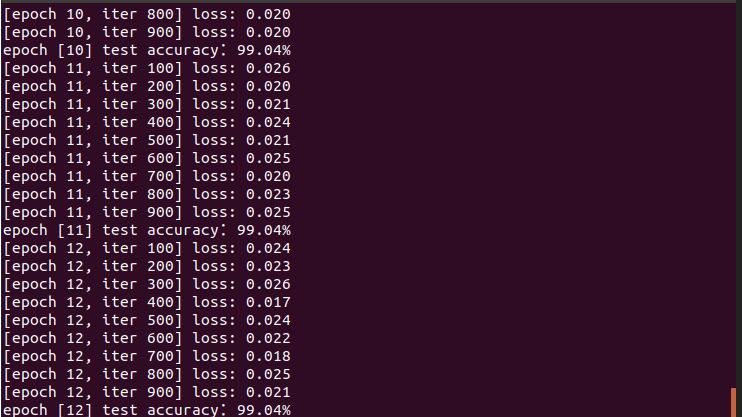 [epoch 10, iter 800] loss: 0.020
[epoch 10, iter 900] loss: 0.020
epoch [10] test accuracy: 99.04%
[epoch 11, iter 100] loss: 0.026
[epoch 11, iter 200] loss: 0.020
[epoch 11, iter 300] loss: 0.021
[epoch 11, iter 400] loss: 0.024
[epoch 11, iter 500] loss: 0.021
[epoch 11, iter 600] loss: 0.025
[epoch 11, iter 700] loss: 0.020
[epoch 11, iter 800] loss: 0.023
[epoch 11, iter 900] loss: 0.025
epoch [11] test accuracy: 99.04%
[epoch 12, iter 100] loss: 0.024
[epoch 12, iter 200] loss: 0.023
[epoch 12, iter 300] loss: 0.026
[epoch 12, iter 400] loss: 0.017
[epoch 12, iter 500] loss: 0.024
[epoch 12, iter 600] loss: 0.022
[epoch 12, iter 700] loss: 0.018
[epoch 12, iter 800] loss: 0.025
[epoch 12, iter 900] loss: 0.021
epoch [12] test accuracy: 99.04%